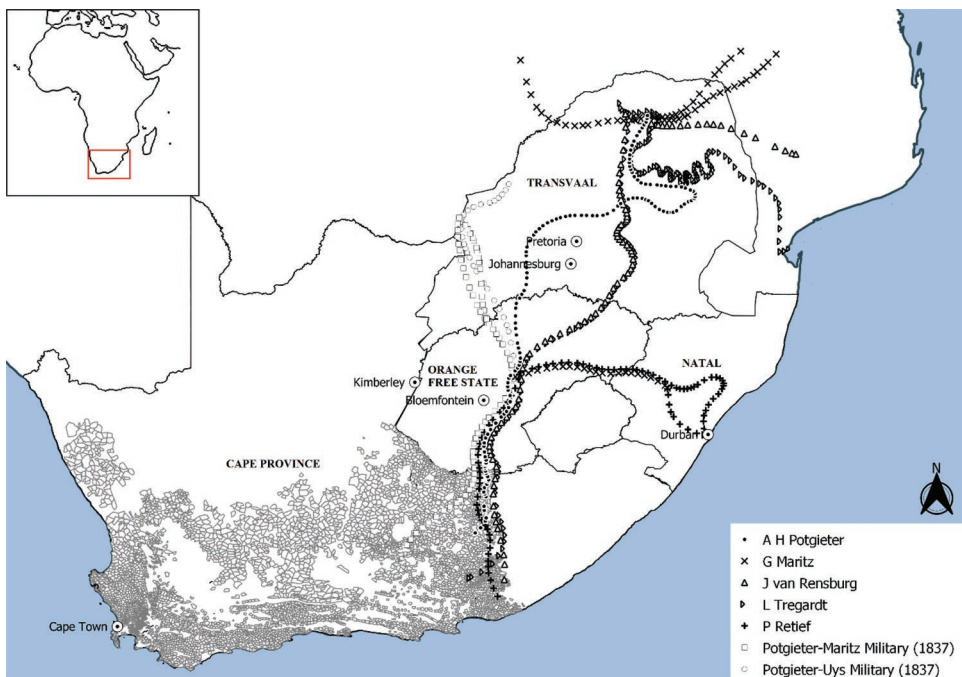 TRANSVAAL
Pretoria
Johannesburg
ORANGE
FREE STATE
NATAL
Kimberley
Bloemfontein
Durban
CAPE PROVINCE
Cape Town
N
A H Potgieter
G Maritz
J van Rensburg
L Tregardt
P Retief
Potgieter-Maritz Military (1837)
Potgieter-Uys Military (1837)